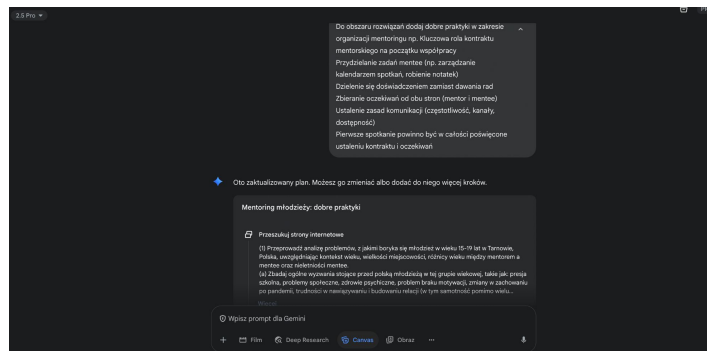 2.5 Pro
Do obszaru rozwiązań dodaj dobre praktyki w zakresie
organizacji mentoringu np. Kluczowa rola kontraktu
mentorskiego na początku współpracy
Przydzielanie zadań mentee (np. zarządzanie
kalendarzem spotkań, robienie notatek)
Dzielenie się doświadczeniem zamiast dawania rad
Zbieranie oczekiwań od obu stron (mentor i mentee)
Ustalenie zasad komunikacji (częstotliwość, kanały,
dostępność)
Pierwsze spotkanie powinno być w całości poświęcone
ustaleniu kontraktu i oczekiwań
Oto zaktualizowany plan. Możesz go zmieniać albo dodać do niego więcej kroków.
Mentoring młodzieży: dobre praktyki
Przeszukuj strony internetowe
(1) Przeprowadź analizę problemów, z jakimi boryka się młodzież w wieku 15-19 lat w Tarnowie,
Polska, uwzględniając kontekst wieku, wielkości miejscowości, różnicy wieku między mentorem a
mentee oraz nieletniości mentee.
(a) Zbadaj ogólne wyzwania stojące przed polską młodzieżą w tej grupie wiekowej, takie jak: presja
szkolna, problemy społeczne, zdrowie psychiczne, problem braku motywacji, zmiany w zachowaniu
po pandemii, trudności w nawiązywaniu i budowaniu relacji (w tym samotność pomimo wielu...
Więcej
Wpisz prompt dla Gemini
Film Deep Research Canvas Obraz